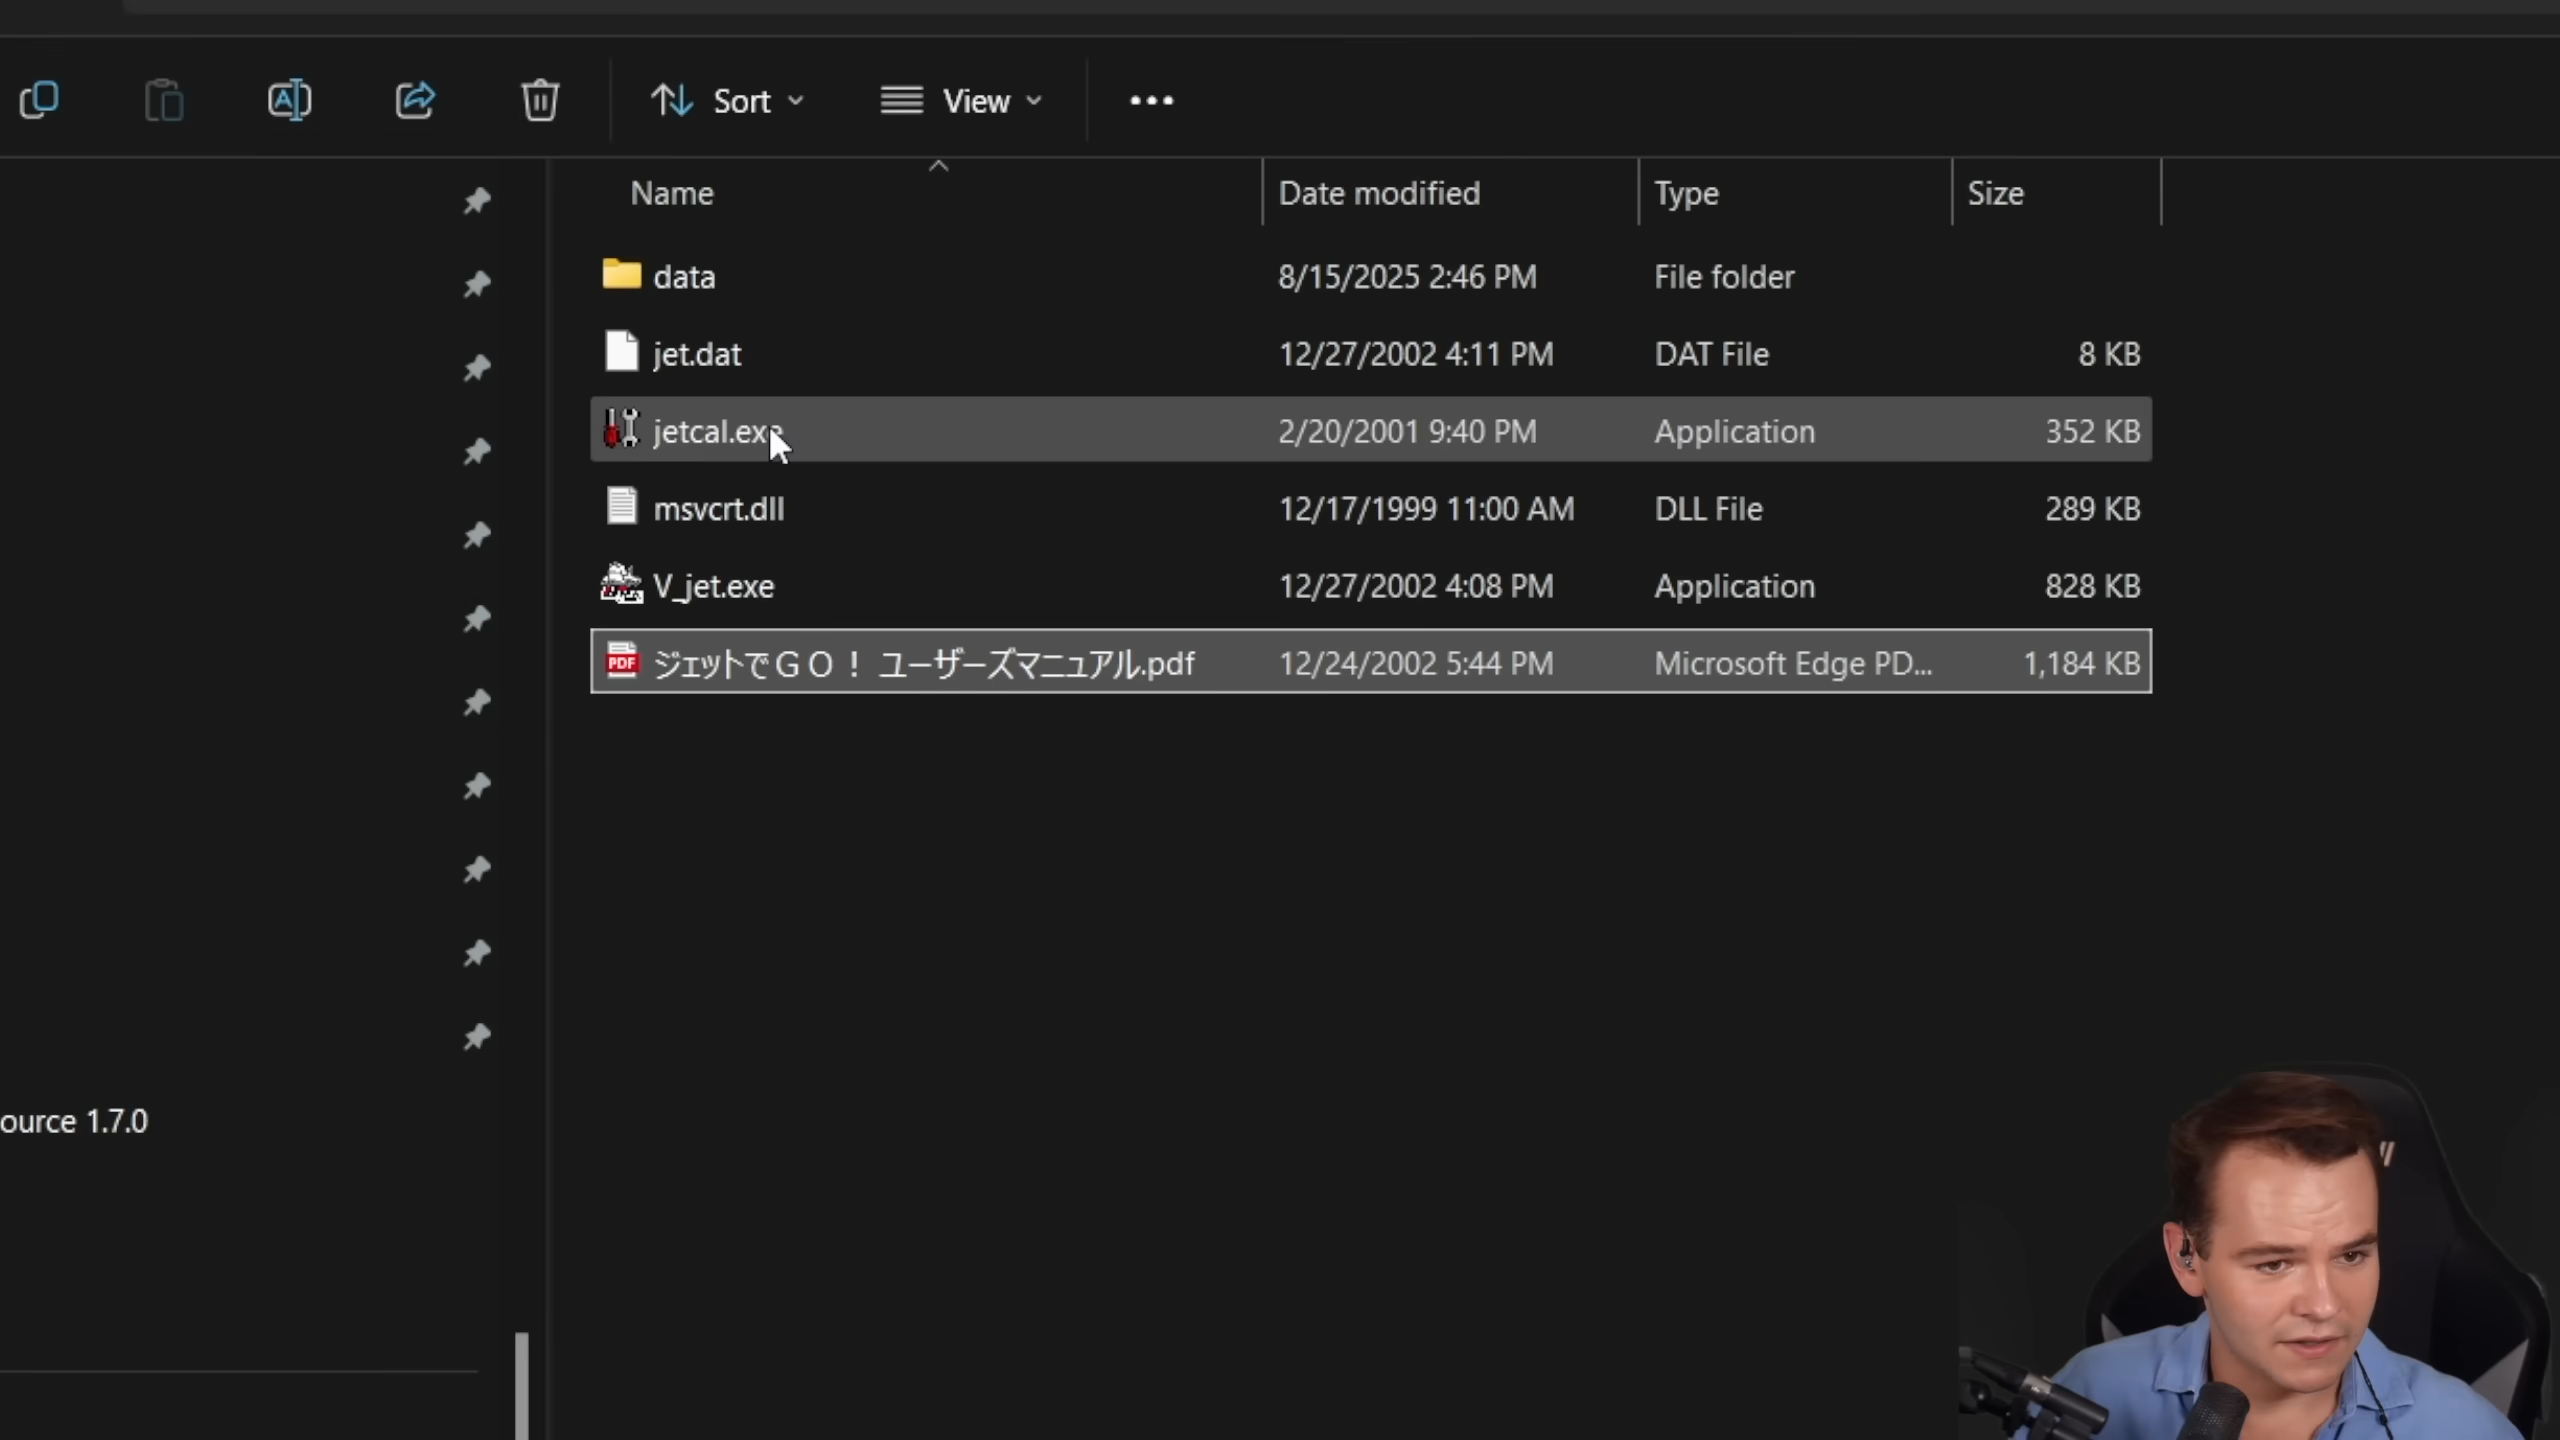 Sort View
Name Date modified Type Size
data 8/15/2025 2:46 PM File folder
jet.dat 12/27/2002 4:11 PM DAT File 8 KB
jetcal.exe 2/20/2001 9:40 PM Application 352 KB
msvcrt.dll 12/17/1999 11:00 AM DLL File 289 KB
V_jet.exe 12/27/2002 4:08 PM Application 828 KB
PDF ジェットでＧＯ！ ユーザーズマニュアル.pdf 12/24/2002 5:44 PM Microsoft Edge PD... 1,184 KB
ource 1.7.0